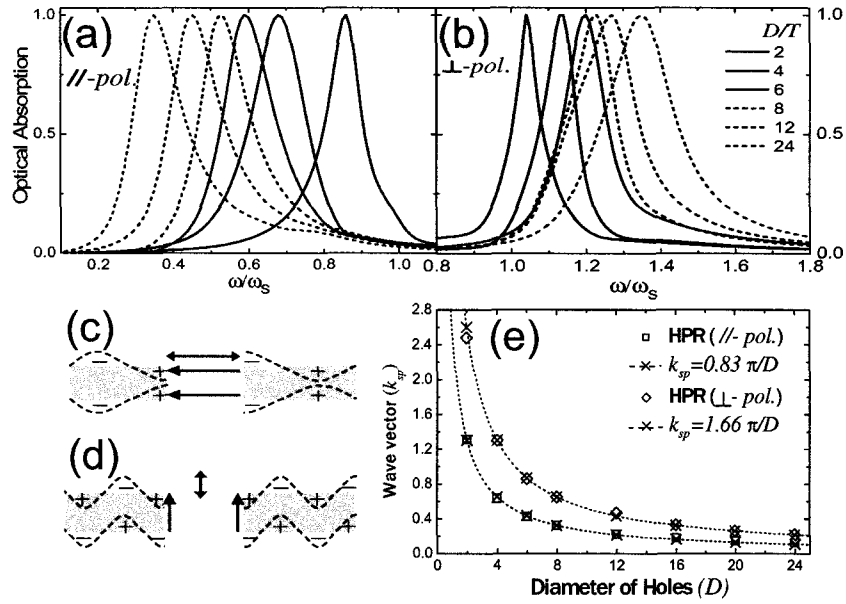 (a)
//-pol.
(b)
⊥-pol.
D/T
2
4
6
8
12
24
Optical Absorption
1.0
0.5
0.0
1.0
0.5
0.0
0.2 0.4 0.6 0.8 1.0 0.8 1.0 1.2 1.4 1.6 1.8
ω/ωs ω/ωs
(c)
− + + −
− + + −
(d)
+ − + − + − + −
− + − − + − +
(e)
Wave vector (k_sp)
2.8
2.4
2.0
1.6
1.2
0.8
0.4
0.0
HPR (//- pol.)
k_sp=0.83 π/D
HPR (⊥- pol.)
k_sp=1.66 π/D
0 4 8 12 16 20 24
Diameter of Holes (D)